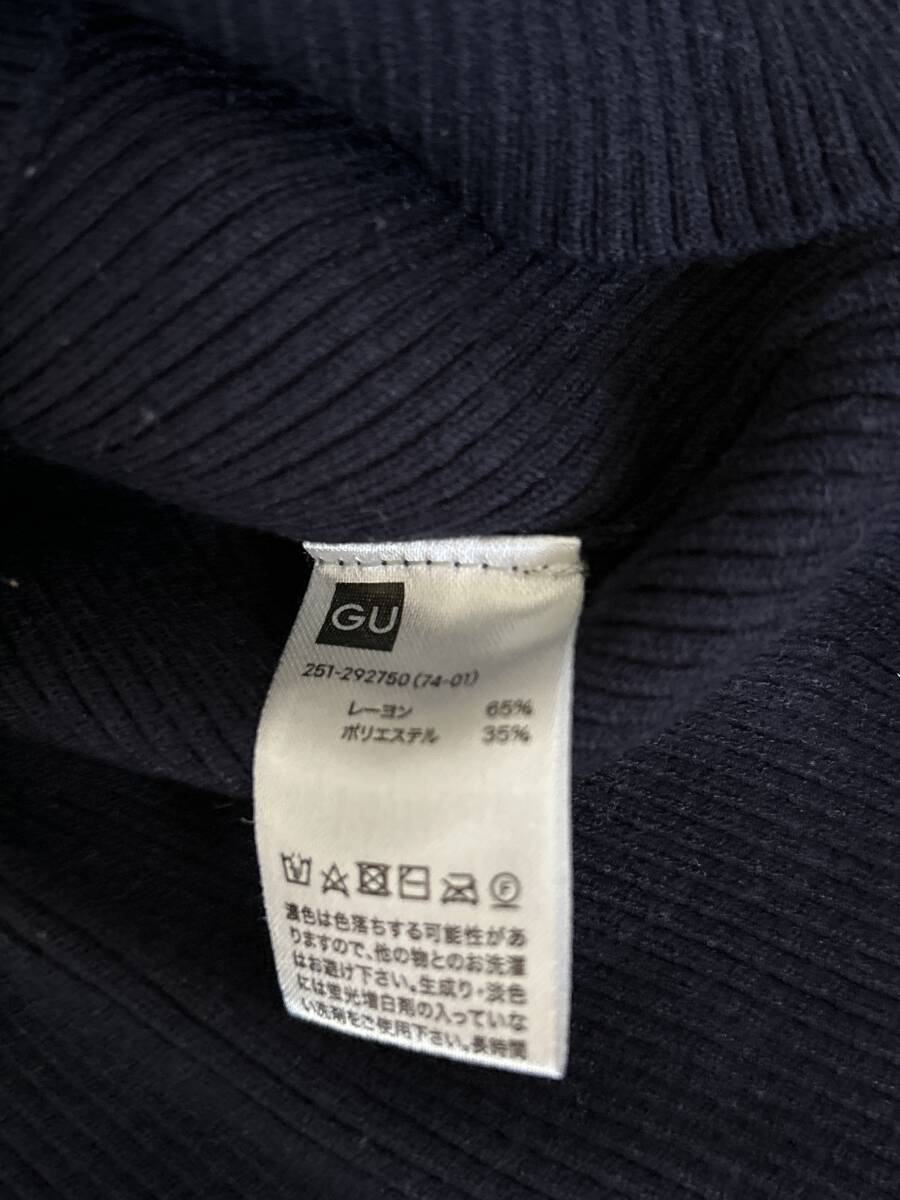 GU
251-292750 (74-01)
レーヨン 65%
ポリエステル 35%
F
濃色は色落ちする可能性があ
りますので、他の物とのお洗濯
はお避け下さい。生成り・淡色
には蛍光増白剤の入っていな
い洗剤をご使用下さい。長時間